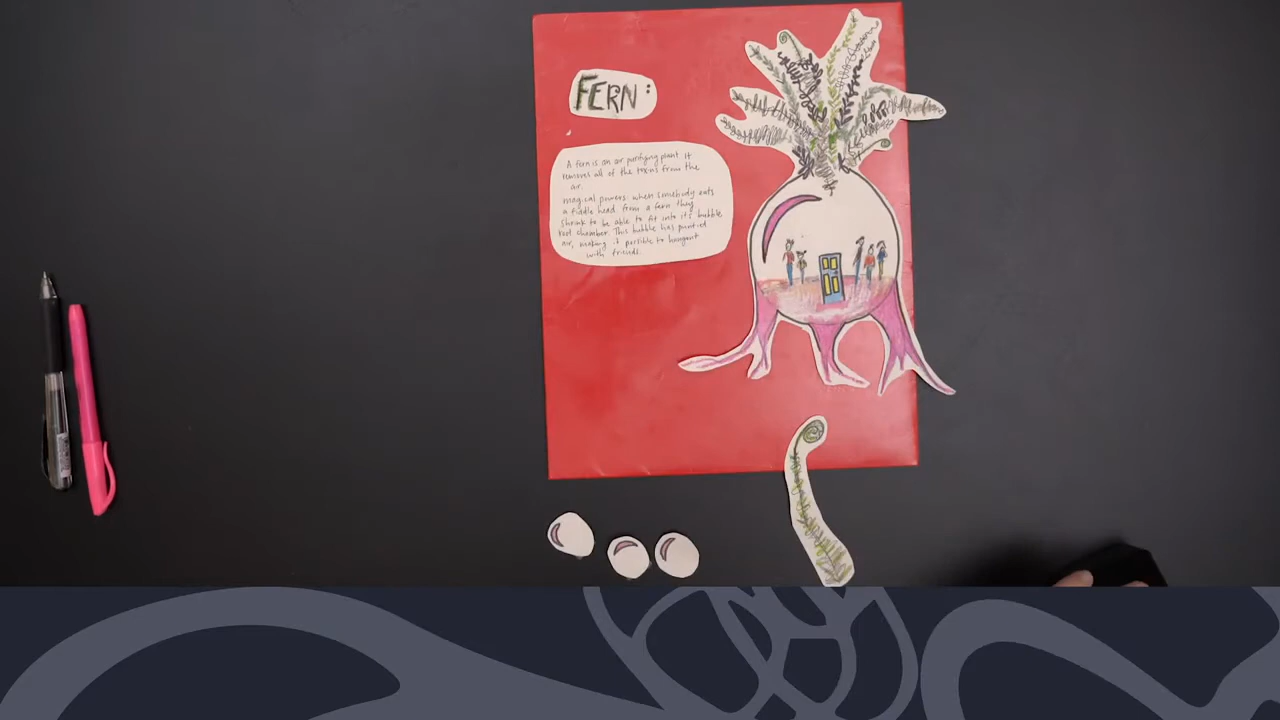 FERN:
A fern is an air purifying plant. It
removes all of the toxins from the
air.
magical powers: when somebody eats
a fiddle head from a fern they
shrink to be able to fit into it's bubble
root chamber. This bubble has purified
air, making it possible to hangout
with friends.